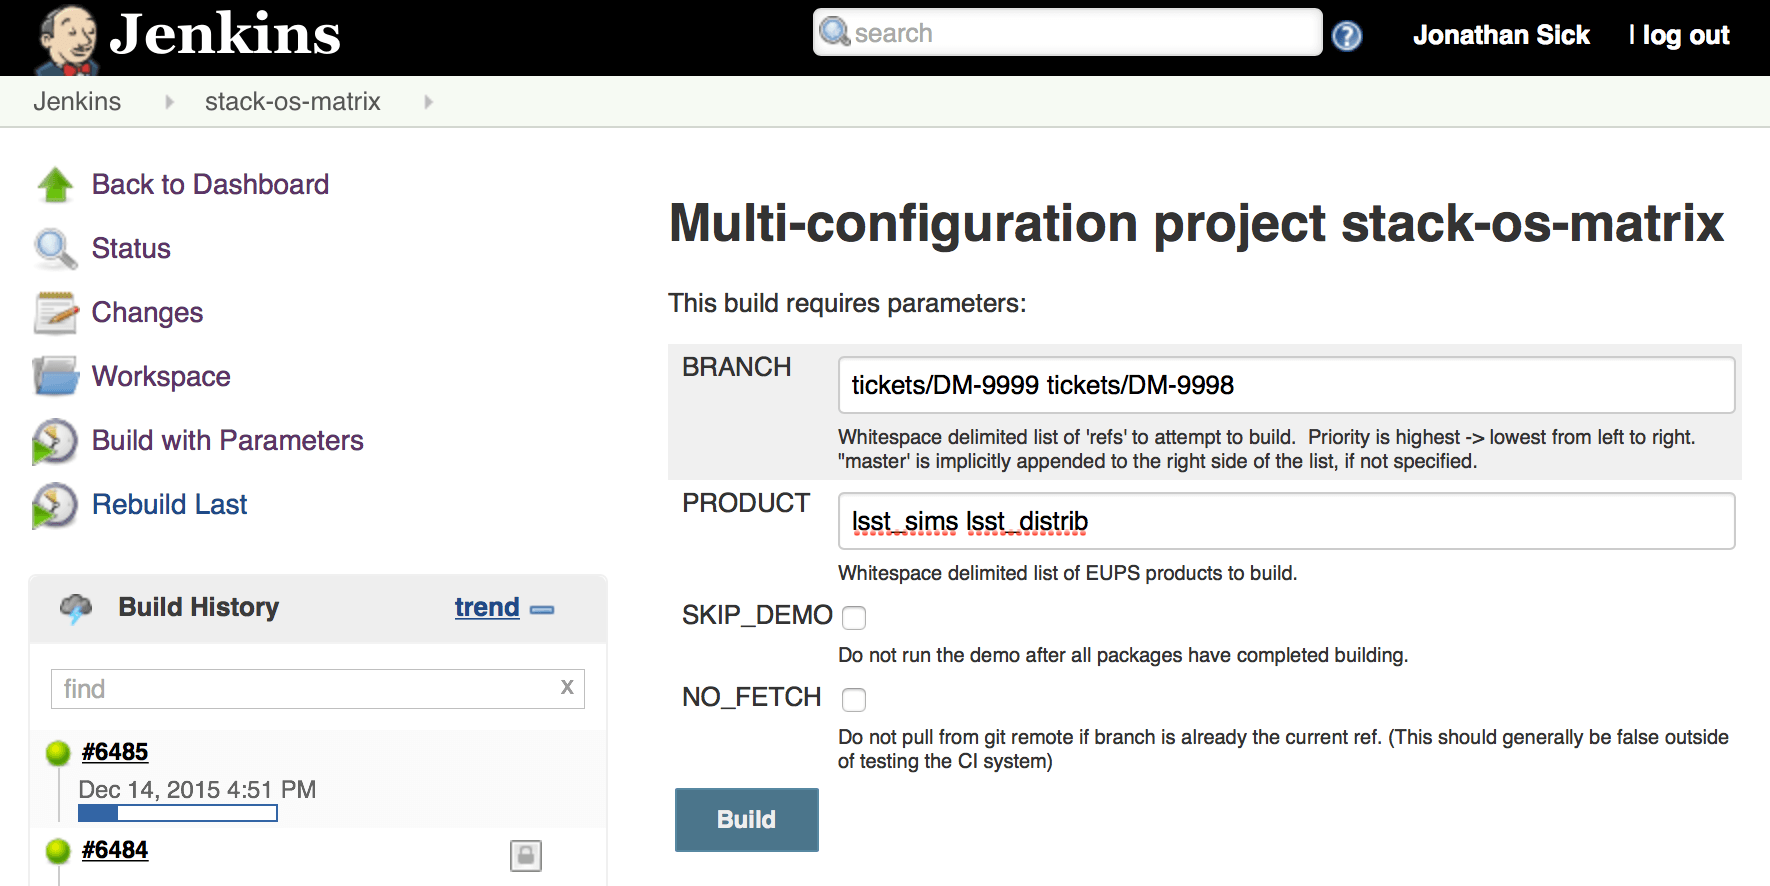 Jenkins
search
Jonathan Sick | log out
Jenkins stack-os-matrix
Back to Dashboard
Status
Changes
Workspace
Build with Parameters
Rebuild Last
Build History trend
find x
#6485
Dec 14, 2015 4:51 PM
#6484
Multi-configuration project stack-os-matrix
This build requires parameters:
BRANCH
tickets/DM-9999 tickets/DM-9998
Whitespace delimited list of 'refs' to attempt to build. Priority is highest -> lowest from left to right.
"master' is implicitly appended to the right side of the list, if not specified.
PRODUCT
lsst_sims lsst_distrib
Whitespace delimited list of EUPS products to build.
SKIP_DEMO
Do not run the demo after all packages have completed building.
NO_FETCH
Do not pull from git remote if branch is already the current ref. (This should generally be false outside
of testing the CI system)
Build